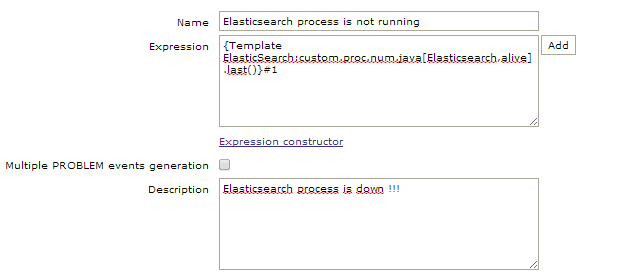 Name
Elasticsearch process is not running
Expression
{Template
ElasticSearch:custom.proc.num.java[Elasticsearch,alive]
.last()}#1
Add
Expression constructor
Multiple PROBLEM events generation
Description
Elasticsearch process is down !!!